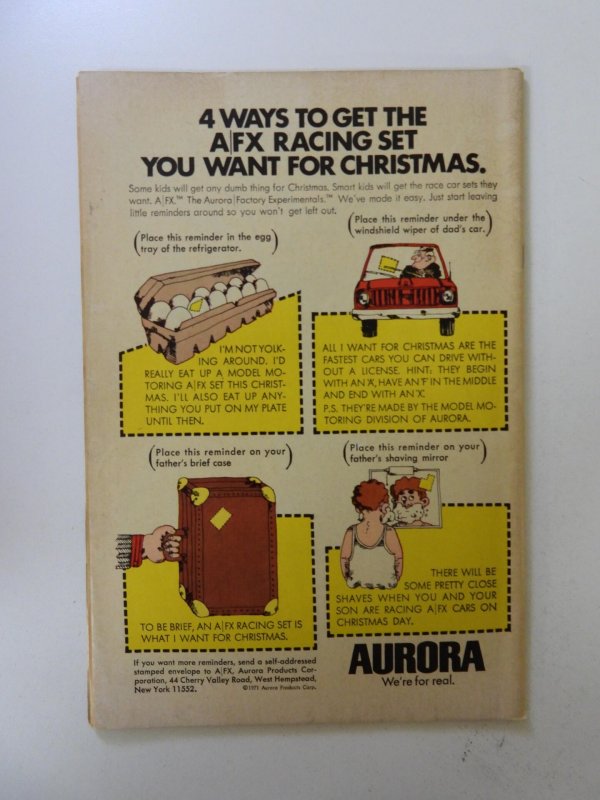 4 WAYS TO GET THE
A|FX RACING SET
YOU WANT FOR CHRISTMAS.
Some kids will get any dumb thing for Christmas. Smart kids will get the race car sets they
want. A|FX.™ The Aurora|Factory Experimentals.™ We've made it easy. Just start leaving
little reminders around so you won't get left out.
(Place this reminder in the egg
tray of the refrigerator.)
I'M NOT YOLK-
ING AROUND. I'D
REALLY EAT UP A MODEL MO-
TORING A|FX SET THIS CHRIST-
MAS. I'LL ALSO EAT UP ANY-
THING YOU PUT ON MY PLATE
UNTIL THEN.
(Place this reminder under the
windshield wiper of dad's car.)
ALL I WANT FOR CHRISTMAS ARE THE
FASTEST CARS YOU CAN DRIVE WITH-
OUT A LICENSE. HINT: THEY BEGIN
WITH AN 'A', HAVE AN 'F' IN THE MIDDLE
AND END WITH AN 'X'.
P.S. THEY'RE MADE BY THE MODEL MO-
TORING DIVISION OF AURORA.
(Place this reminder on your
father's brief case)
TO BE BRIEF, AN A|FX RACING SET IS
WHAT I WANT FOR CHRISTMAS.
(Place this reminder on your
father's shaving mirror)
THERE WILL BE
SOME PRETTY CLOSE
SHAVES WHEN YOU AND YOUR
SON ARE RACING A|FX CARS ON
CHRISTMAS DAY.
If you want more reminders, send a self-addressed
stamped envelope to A|FX, Aurora Products Cor-
poration, 44 Cherry Valley Road, West Hempstead,
New York 11552.
©1971 Aurora Products Corp.
AURORA
We're for real.